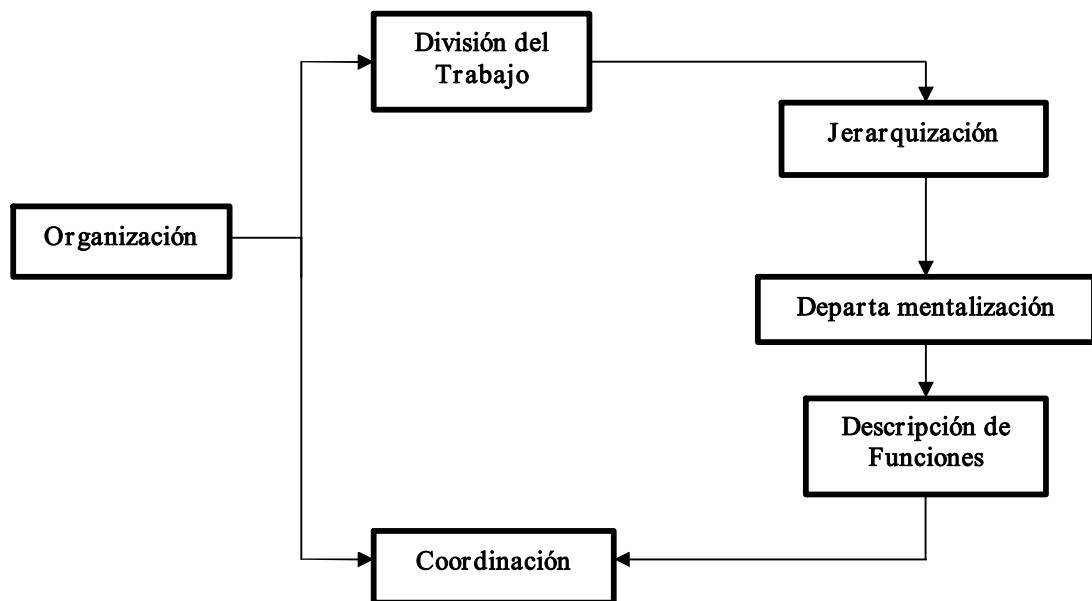 División del
Trabajo
Jerarquización
Organización
Departa mentalización
Descripción de
Funciones
Coordinación